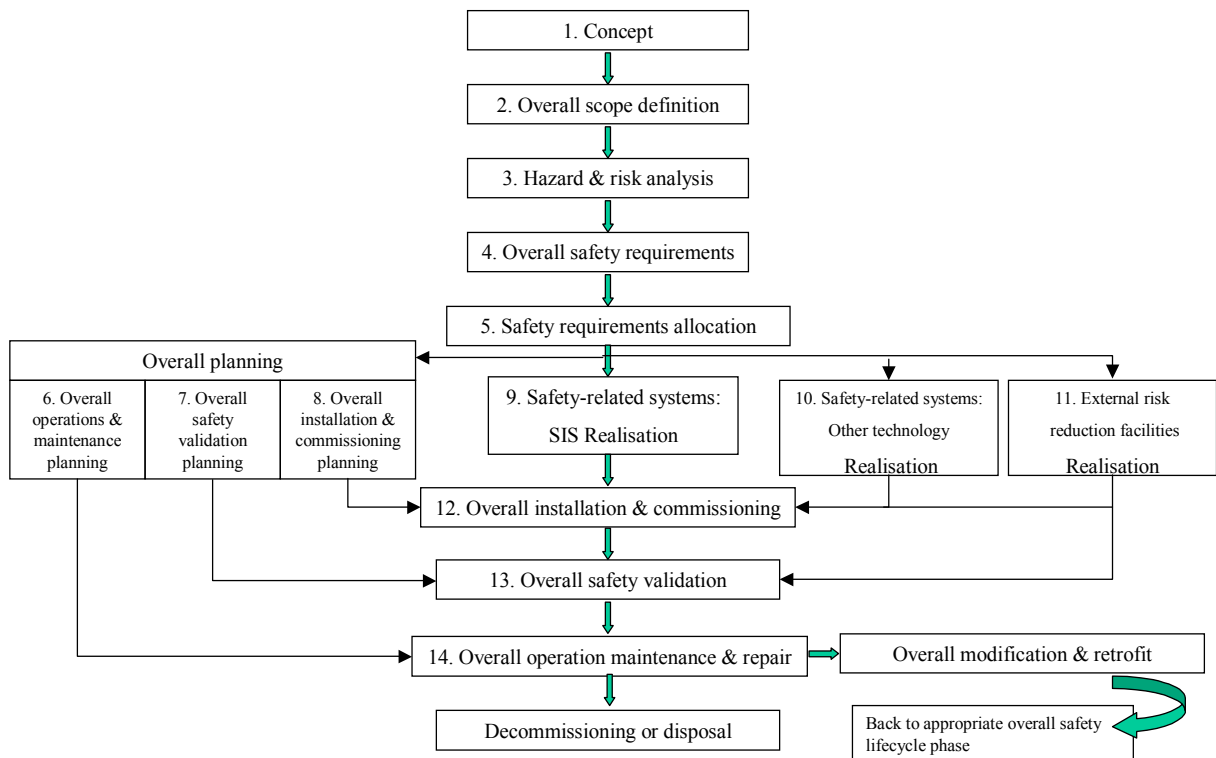 1. Concept
2. Overall scope definition
3. Hazard & risk analysis
4. Overall safety requirements
5. Safety requirements allocation
Overall planning
6. Overall
operations &
maintenance
planning
7. Overall
safety
validation
planning
8. Overall
installation &
commissioning
planning
9. Safety-related systems:
SIS Realisation
10. Safety-related systems:
Other technology
Realisation
11. External risk
reduction facilities
Realisation
12. Overall installation & commissioning
13. Overall safety validation
14. Overall operation maintenance & repair
Overall modification & retrofit
Decommissioning or disposal
Back to appropriate overall safety
lifecycle phase